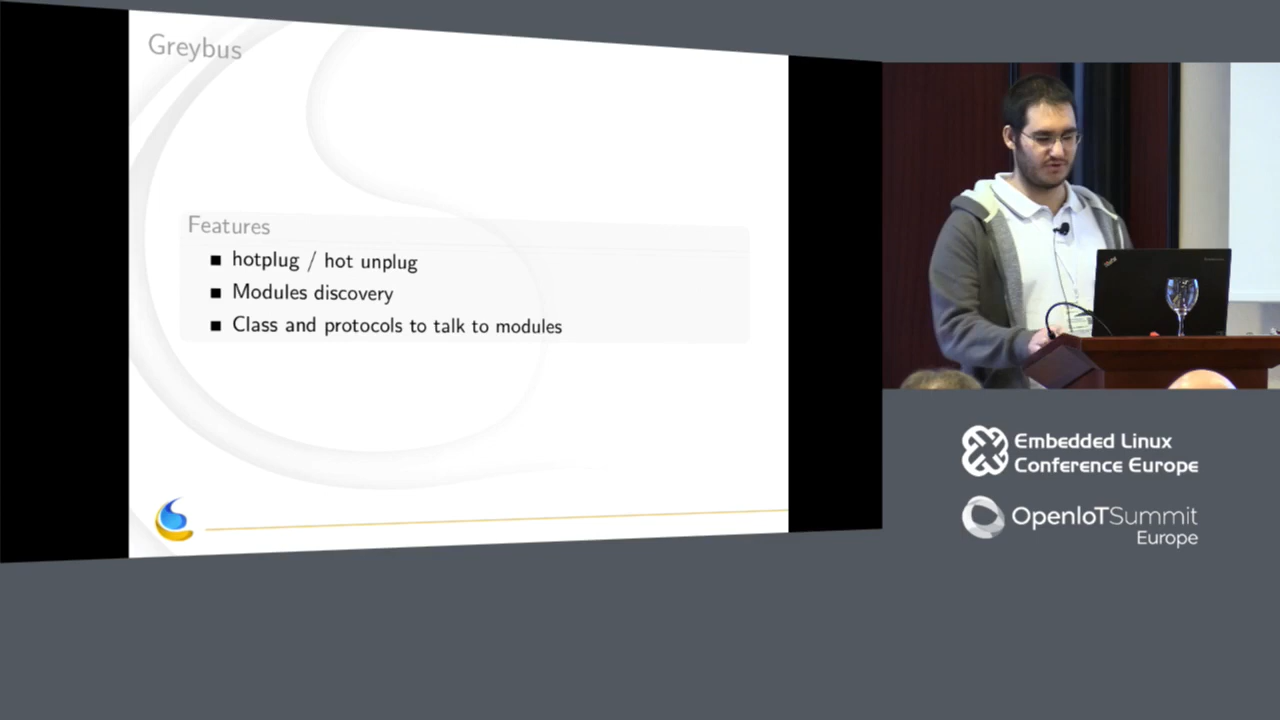 Greybus
Features
hotplug / hot unplug
Modules discovery
Class and protocols to talk to modules
Embedded Linux
Conference Europe
OpenIoTSummit
Europe